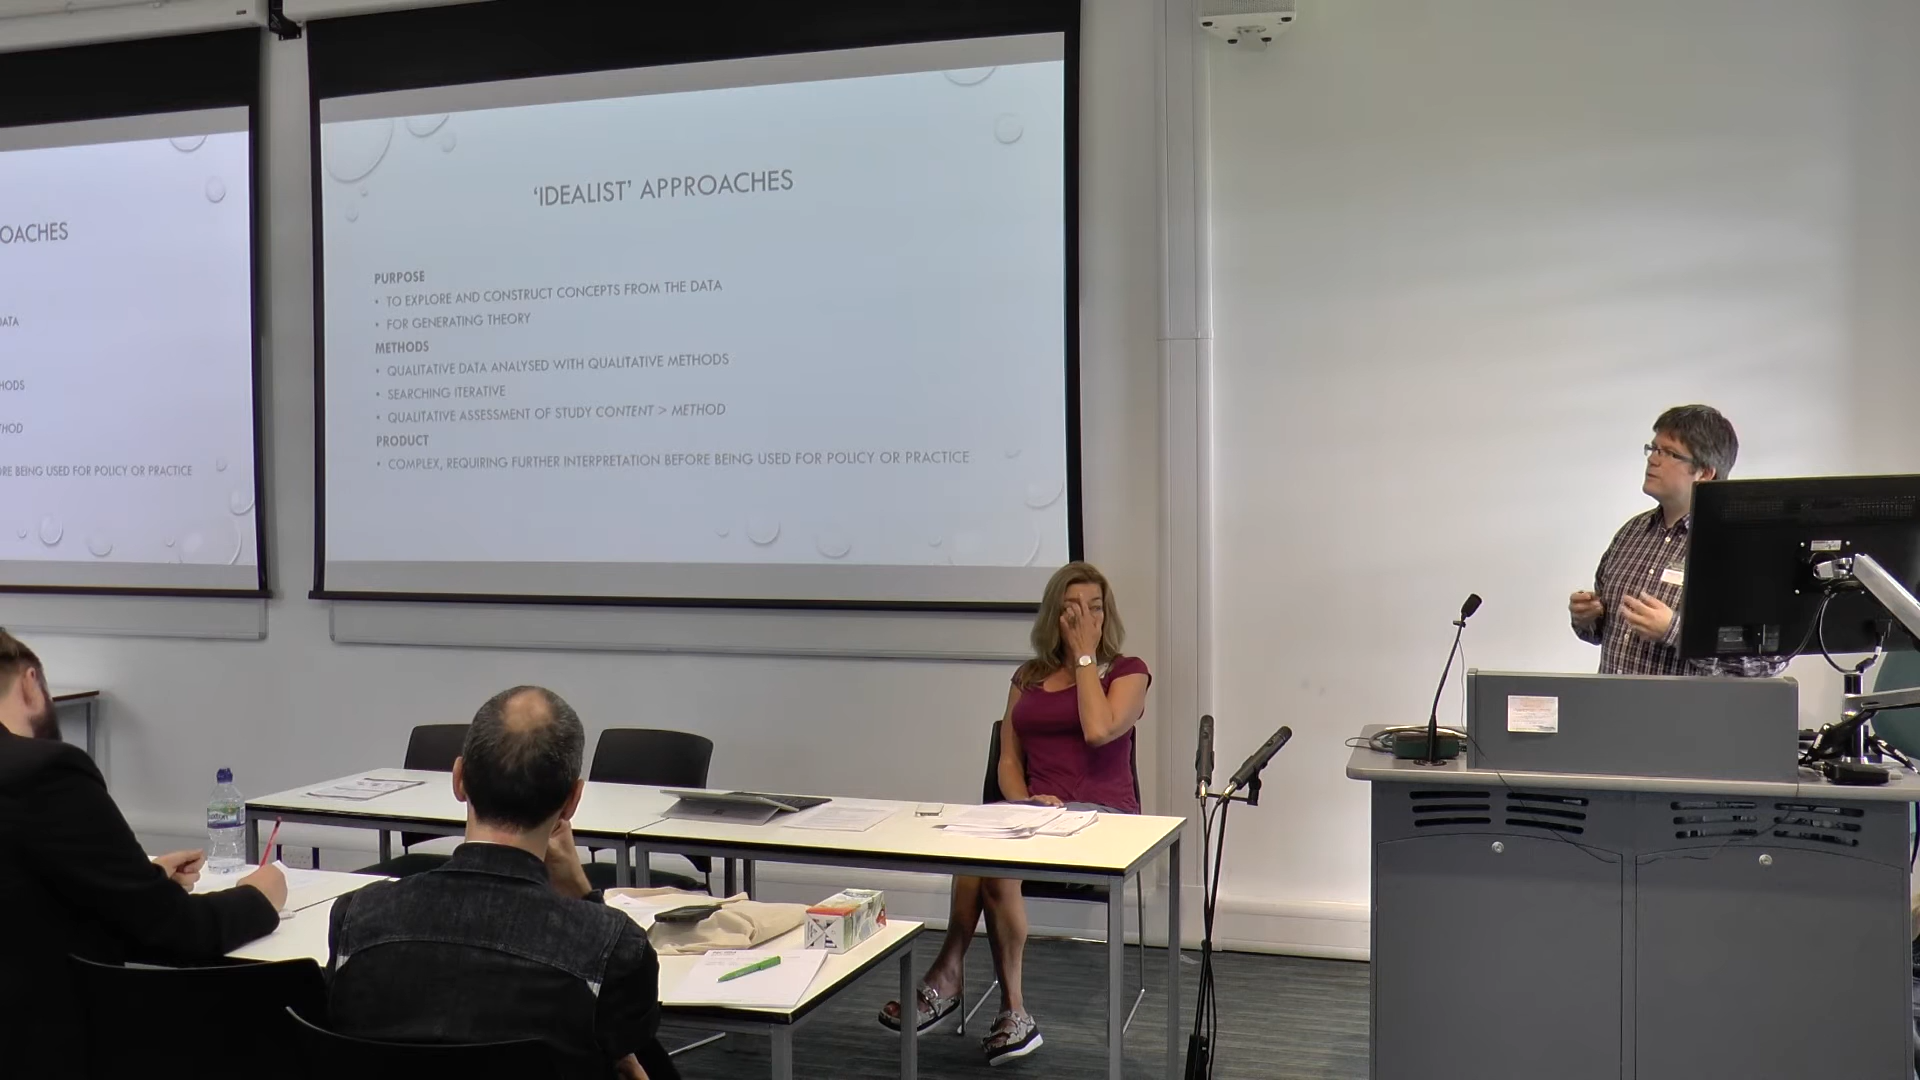 OACHES
ATA
HODS
THOD
RE BEING USED FOR POLICY OR PRACTICE
‘IDEALIST’ APPROACHES
PURPOSE
• TO EXPLORE AND CONSTRUCT CONCEPTS FROM THE DATA
• FOR GENERATING THEORY
METHODS
• QUALITATIVE DATA ANALYSED WITH QUALITATIVE METHODS
• SEARCHING ITERATIVE
• QUALITATIVE ASSESSMENT OF STUDY CONTENT > METHOD
PRODUCT
• COMPLEX, REQUIRING FURTHER INTERPRETATION BEFORE BEING USED FOR POLICY OR PRACTICE